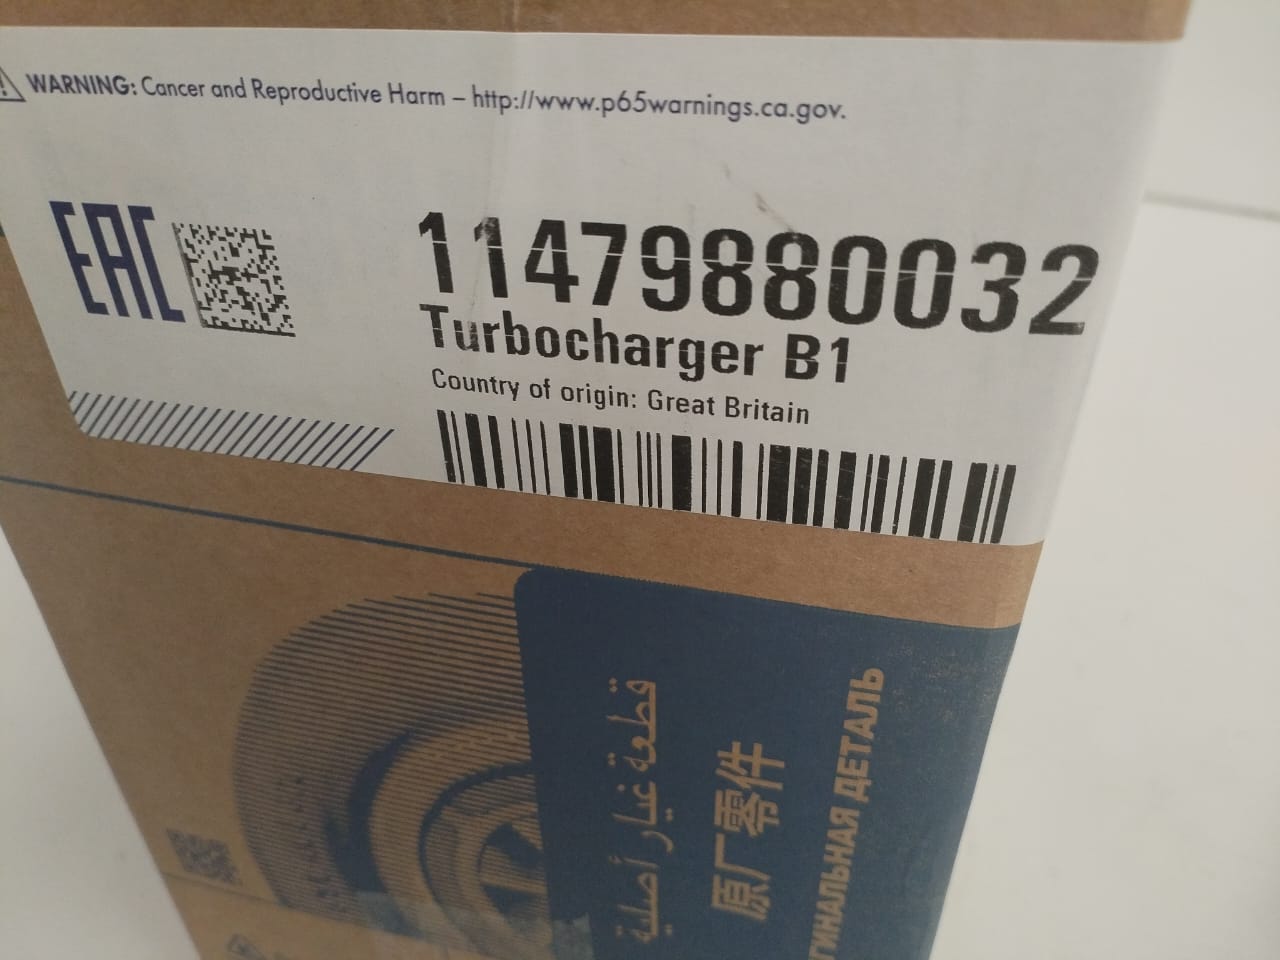 WARNING: Cancer and Reproductive Harm – http://www.p65warnings.ca.gov.
EAC
11479880032
Turbocharger B1
Country of origin: Great Britain
قطعة غيار أصلية
原厂零件
ГИНАЛЬНАЯ ДЕТАЛЬ